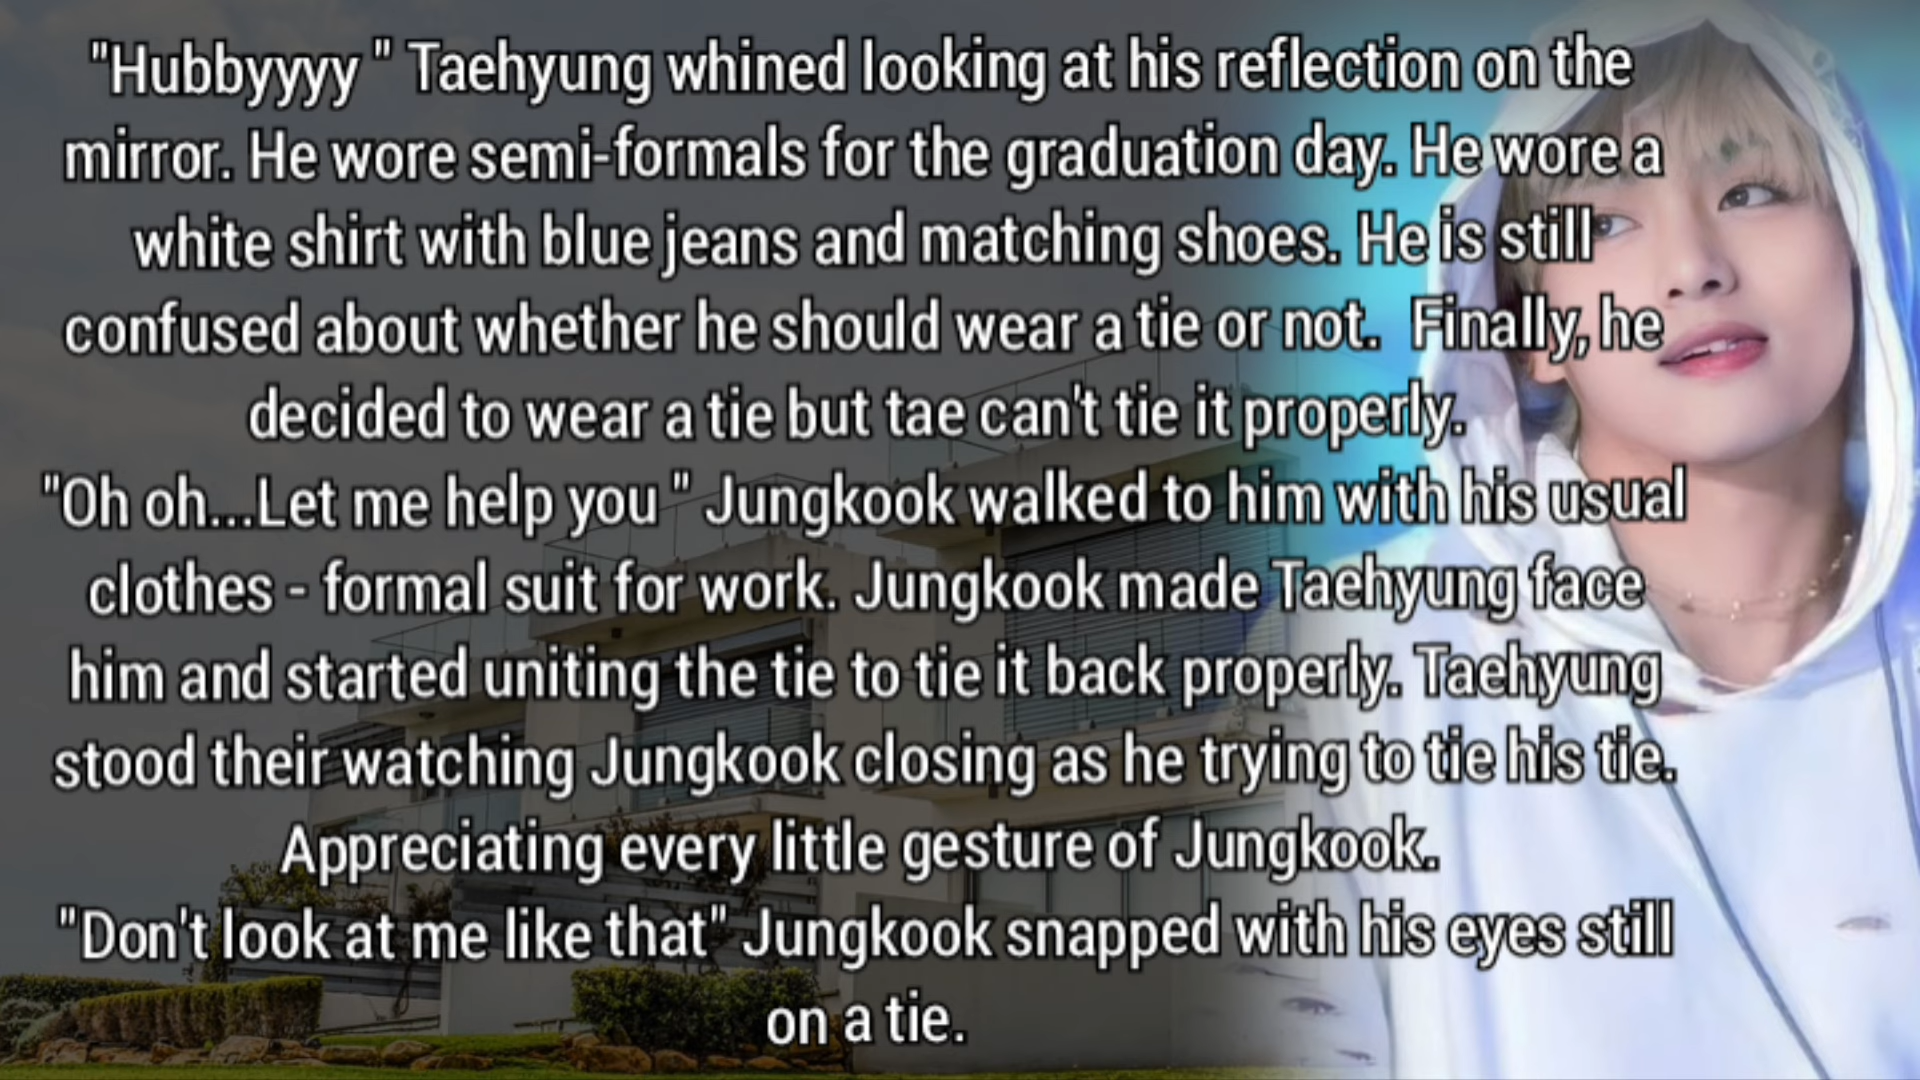 "Hubbyyyy " Taehyung whined looking at his reflection on the
mirror. He wore semi-formals for the graduation day. He wore a
white shirt with blue jeans and matching shoes. He is still
confused about whether he should wear a tie or not.  Finally, he
decided to wear a tie but tae can't tie it properly.
"Oh oh...Let me help you " Jungkook walked to him with his usual
clothes - formal suit for work. Jungkook made Taehyung face
him and started uniting the tie to tie it back properly. Taehyung
stood their watching Jungkook closing as he trying to tie his tie.
Appreciating every little gesture of Jungkook.
"Don't look at me like that" Jungkook snapped with his eyes still
on a tie.